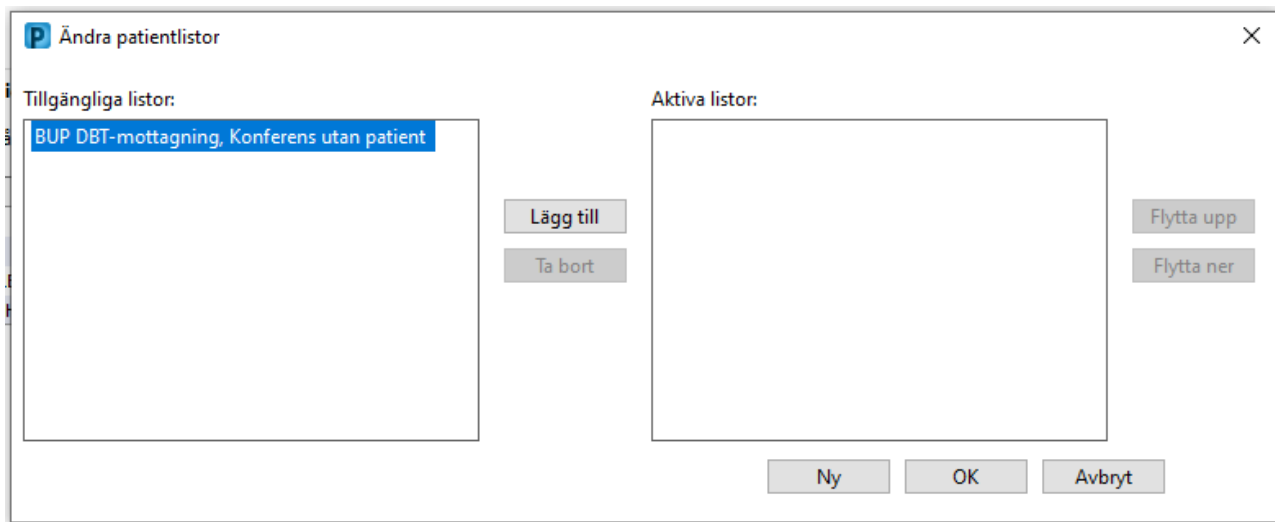 P Ändra patientlistor
Tillgängliga listor:
Aktiva listor:
BUP DBT-mottagning, Konferens utan patient
Lägg till
Ta bort
Flytta upp
Flytta ner
Ny
OK
Avbryt